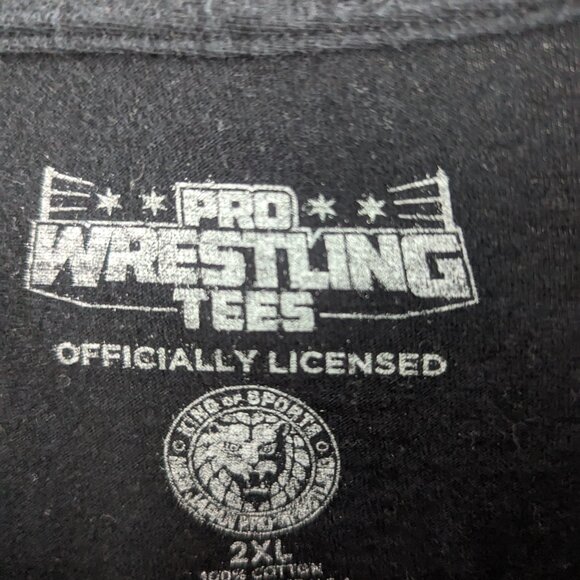 PRO
WRESTLING
TEES
OFFICIALLY LICENSED
KING OF SPORTS
2XL
100% COTTON